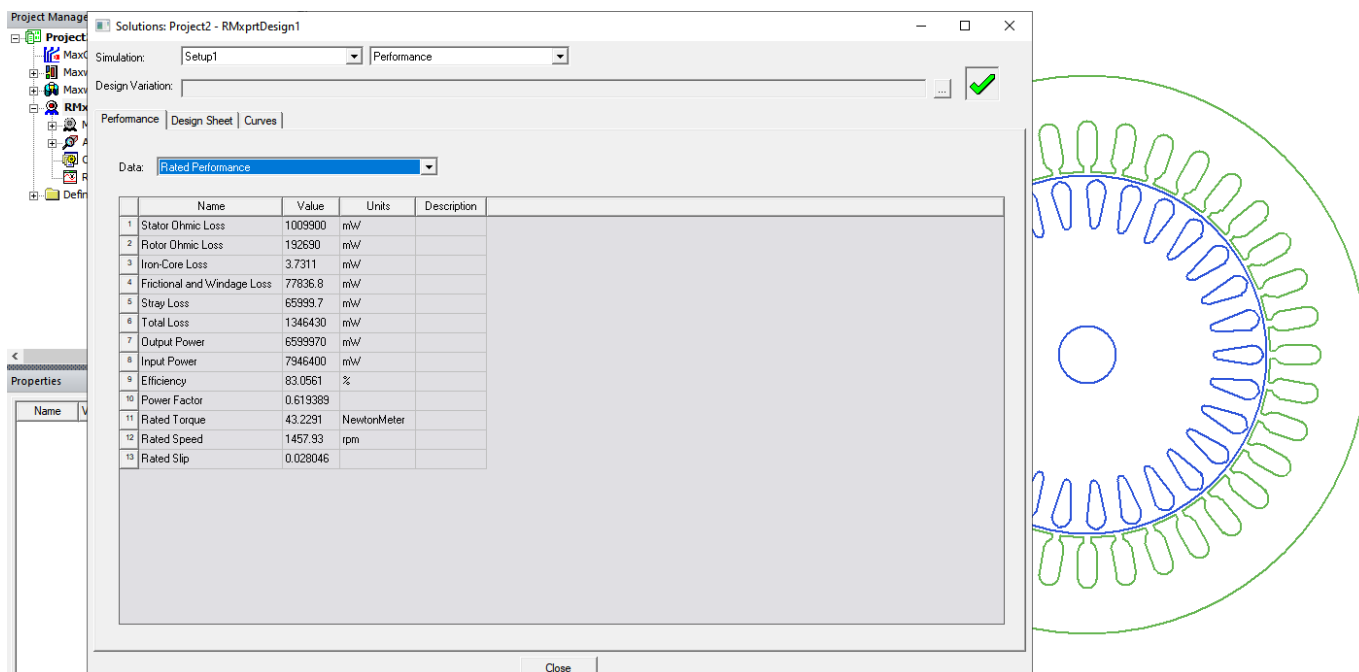 Project Manage
Solutions: Project2 - RMxprtDesign1
Project
Simulation: Setup1 Performance
Design Variation: ...
RMx
Performance Design Sheet Curves
Data: Rated Performance
Defin
Name Value Units Description
1 Stator Ohmic Loss 1009900 mW
2 Rotor Ohmic Loss 192690 mW
3 Iron-Core Loss 3.7311 mW
4 Frictional and Windage Loss 77836.8 mW
5 Stray Loss 65999.7 mW
6 Total Loss 1346430 mW
7 Output Power 6599970 mW
8 Input Power 7946400 mW
9 Efficiency 83.0561 %
10 Power Factor 0.619389
11 Rated Torque 43.2291 NewtonMeter
12 Rated Speed 1457.93 rpm
13 Rated Slip 0.028046
Properties
Name V
Close